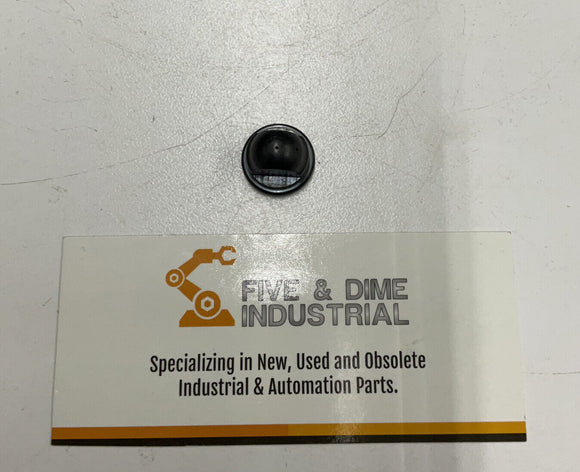 FIVE & DIME
INDUSTRIAL
Specializing in New, Used and Obsolete
Industrial & Automation Parts.